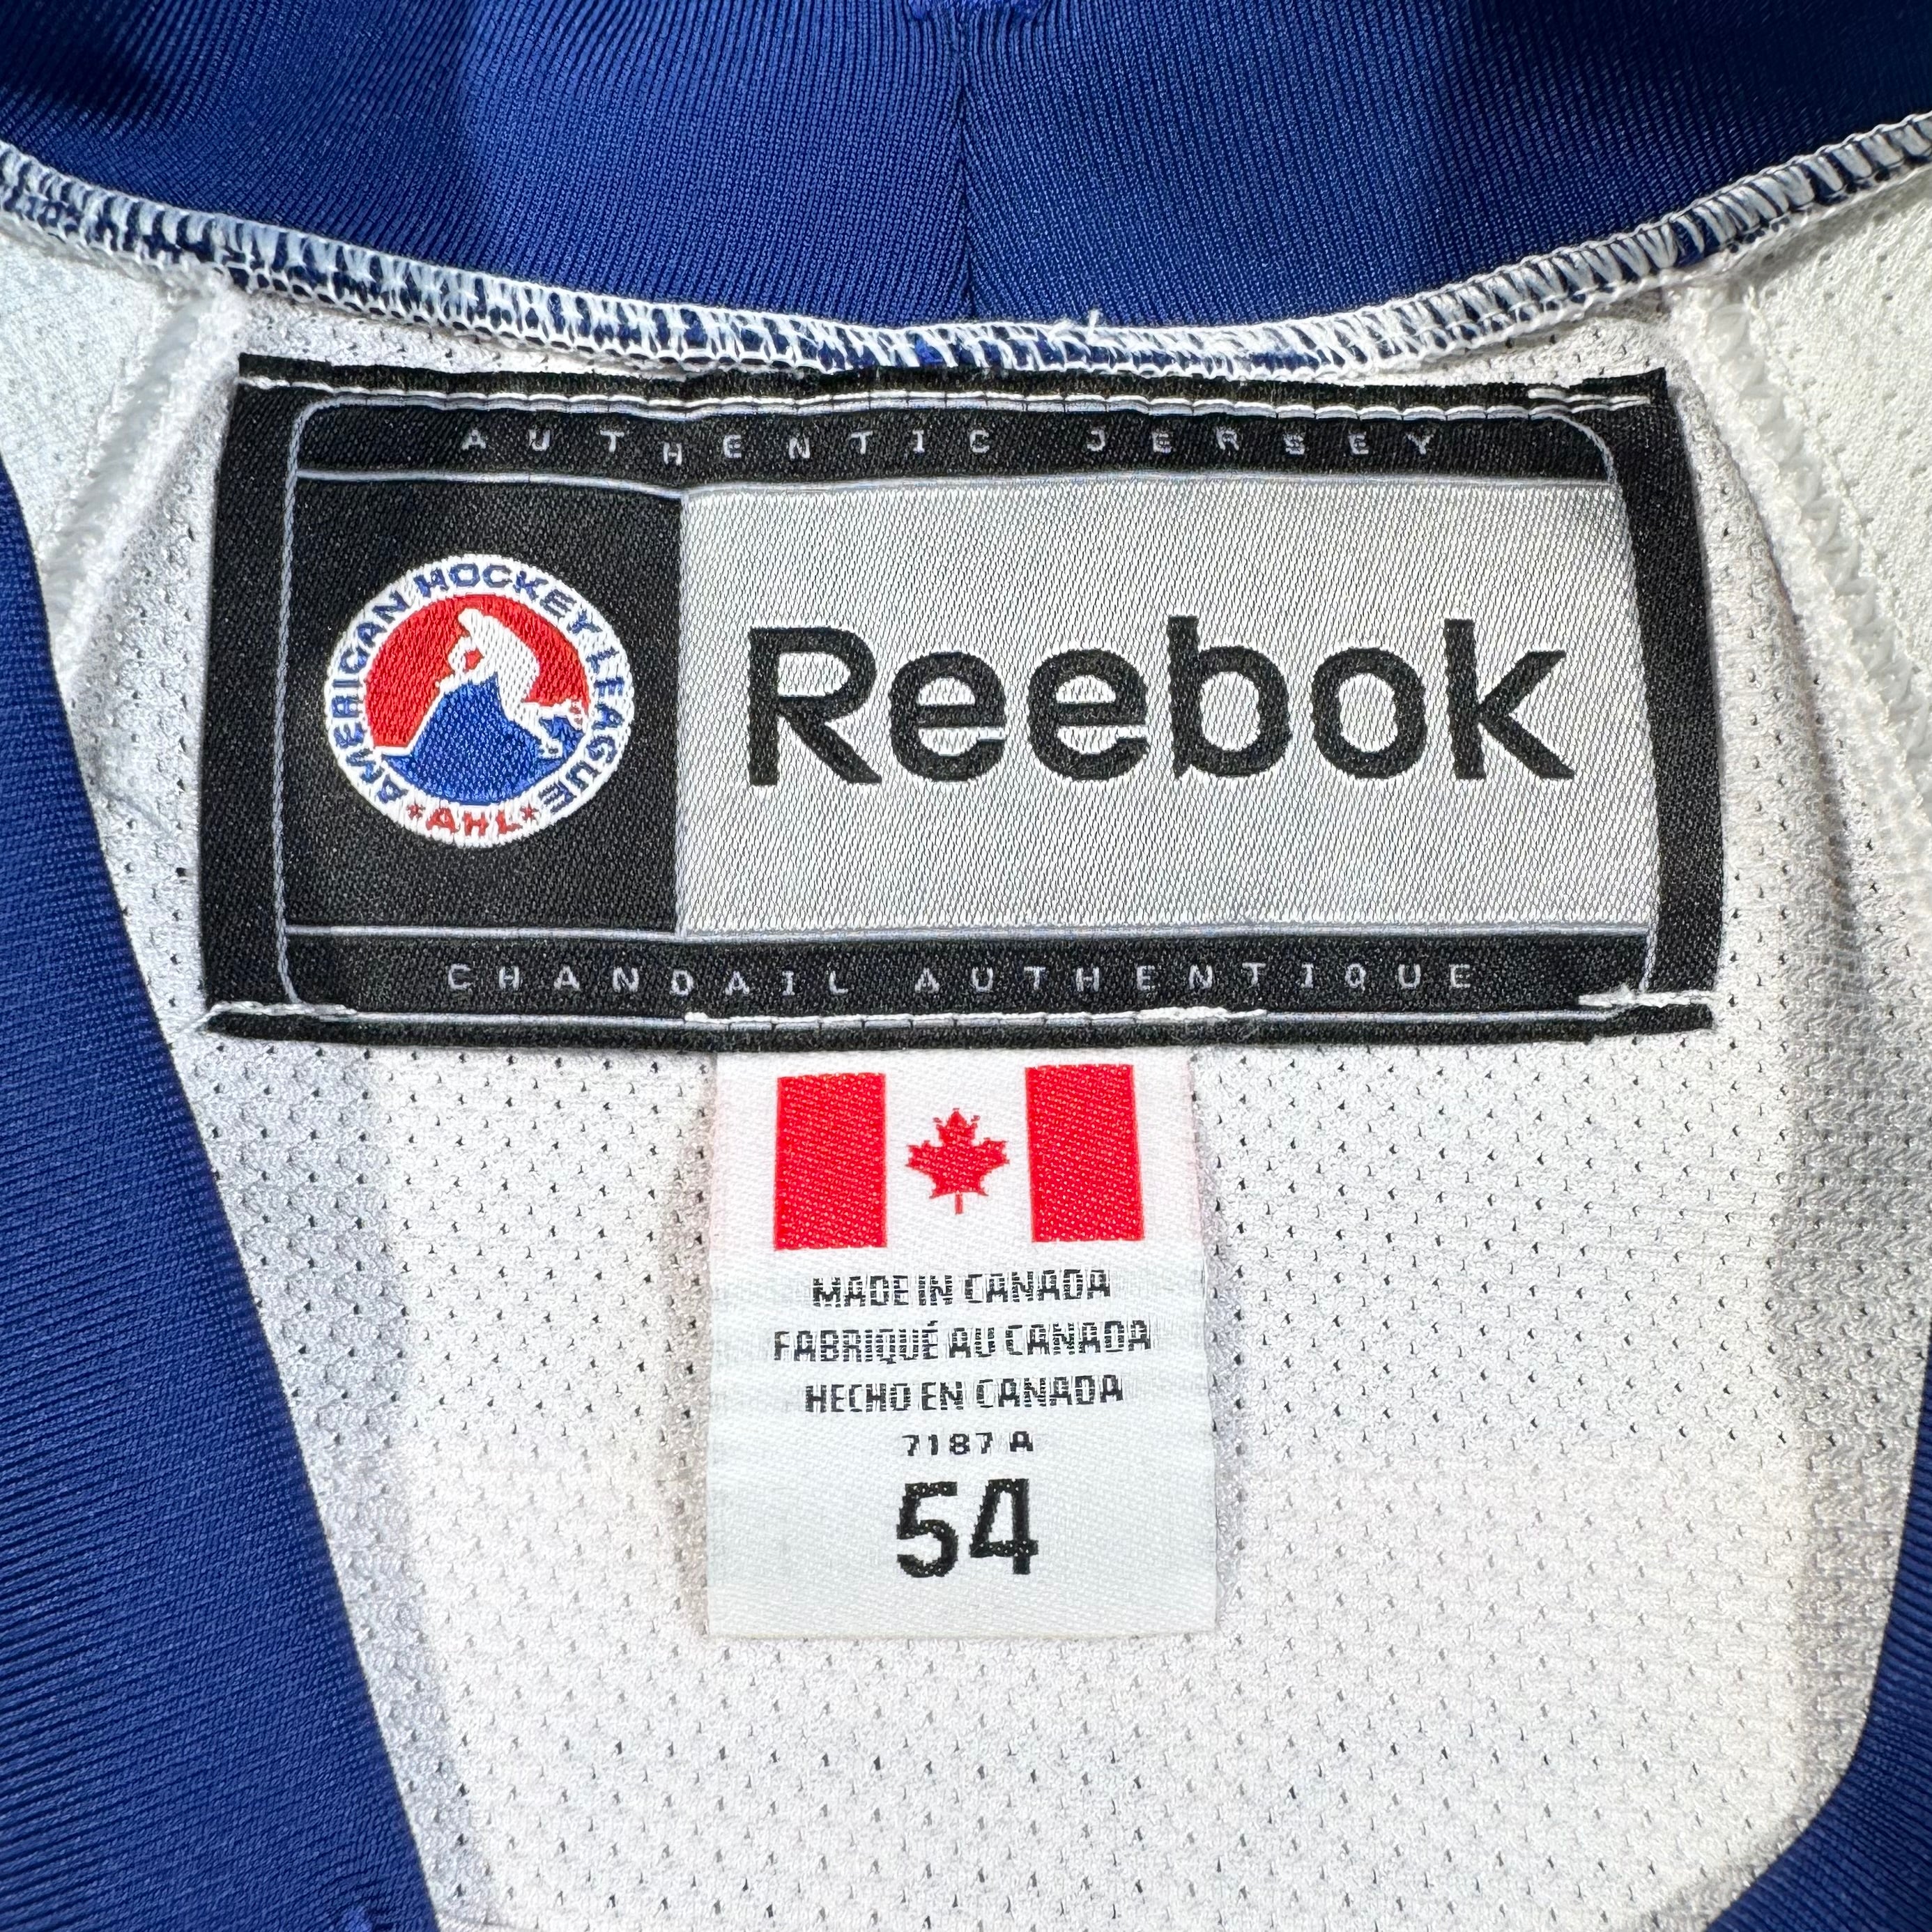 AUTHENTIC JERSEY
AMERICAN HOCKEY LEAGUE
*AHL*
Reebok
CHANDAIL AUTHENTIQUE
MADE IN CANADA
FABRIQUÉ AU CANADA
HECHO EN CANADA
7187 A
54